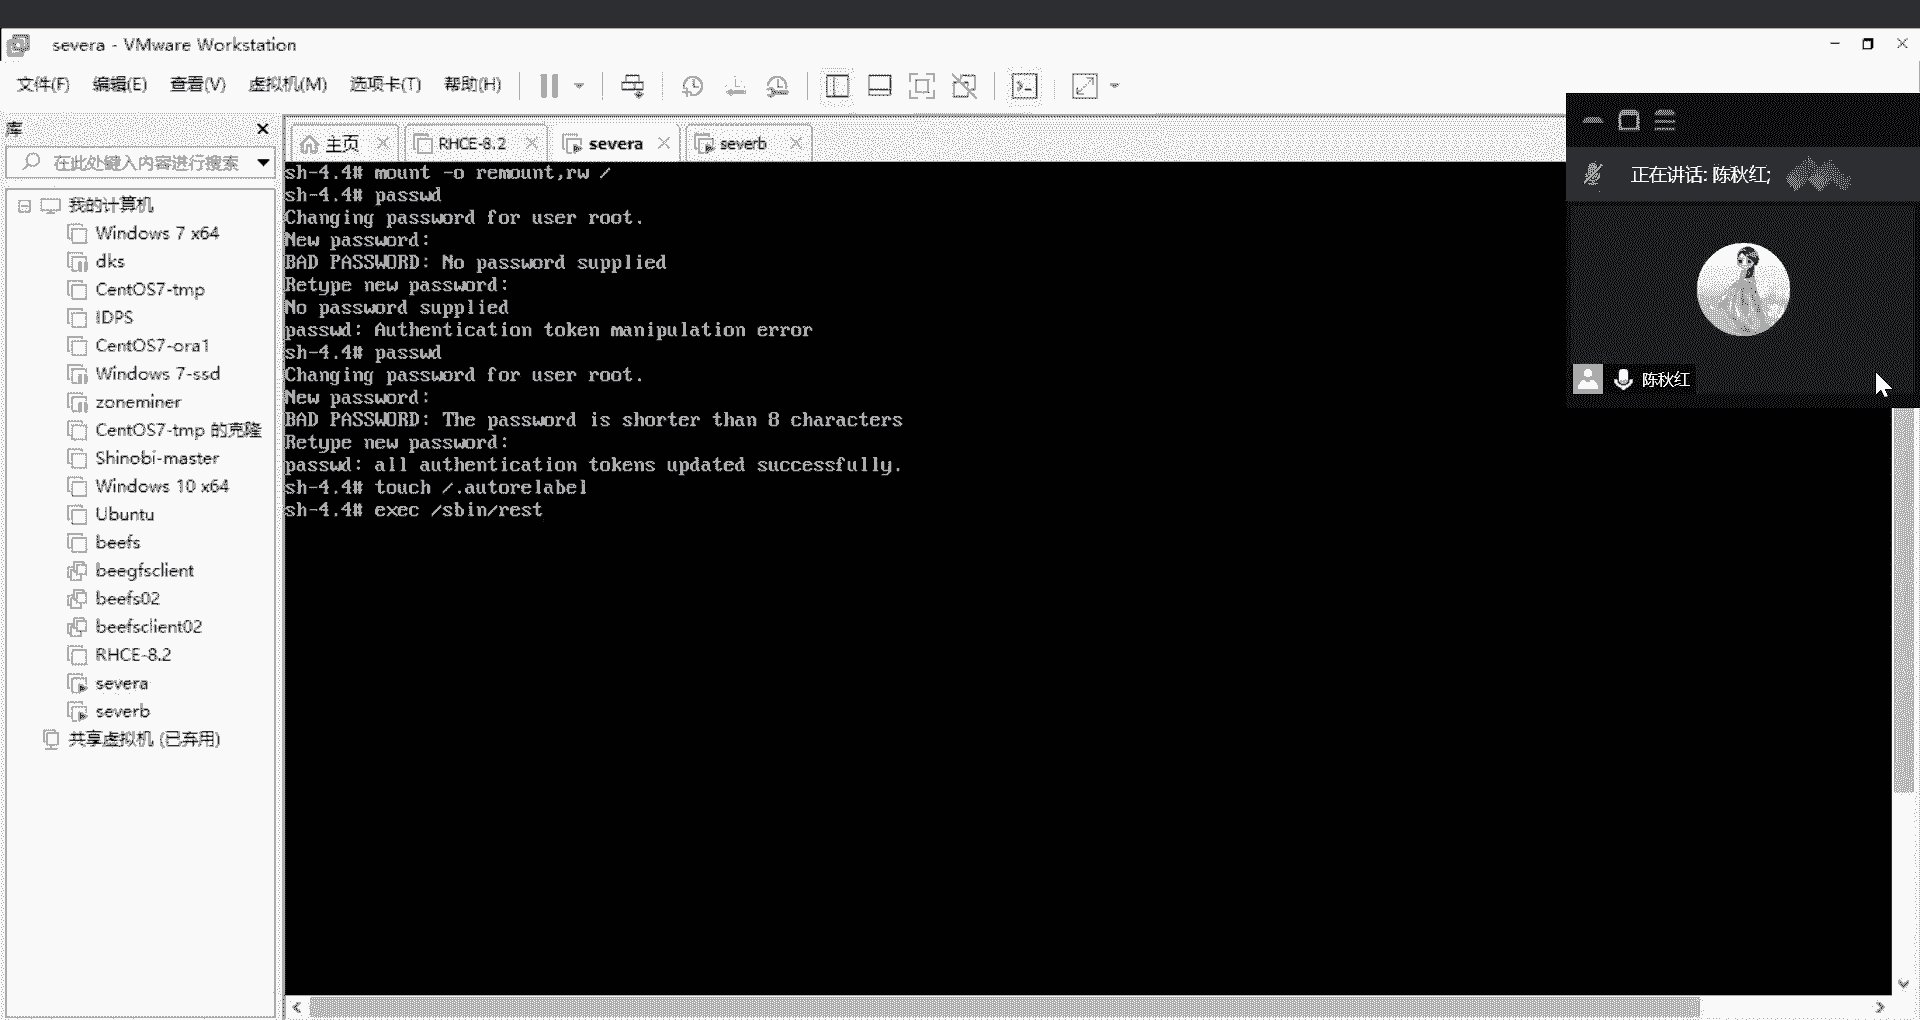 severa - VMware Workstation
文件(F) 编辑(E) 查看(V) 虚拟机(M) 选项卡(T) 帮助(H)
库
在此处键入内容进行搜索
我的计算机
Windows 7 x64
dks
CentOS7-tmp
IDPS
CentOS7-ora1
Windows 7-ssd
zoneminer
CentOS7-tmp 的克隆
Shinobi-master
Windows 10 x64
Ubuntu
beefs
beegfsclient
beefs02
beefsclient02
RHCE-8.2
severa
severb
共享虚拟机 (已弃用)
主页 RHCE-8.2 severa severb
sh-4.4# mount -o remount,rw /
sh-4.4# passwd
Changing password for user root.
New password:
BAD PASSWORD: No password supplied
Retype new password:
No password supplied
passwd: Authentication token manipulation error
sh-4.4# passwd
Changing password for user root.
New password:
BAD PASSWORD: The password is shorter than 8 characters
Retype new password:
passwd: all authentication tokens updated successfully.
sh-4.4# touch /.autorelabel
sh-4.4# exec /sbin/rest
正在讲话: 陈秋红;
陈秋红